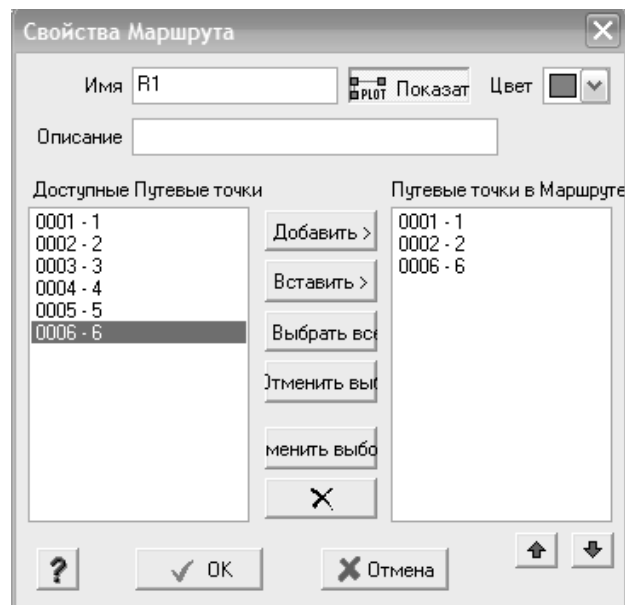 Свойства Маршрута
Имя R1 PLOT Показат Цвет
Описание
Доступные Путевые точки
0001 - 1
0002 - 2
0003 - 3
0004 - 4
0005 - 5
0006 - 6
Добавить >
Вставить >
Выбрать все
Отменить выб
менить выбо
Путевые точки в Маршруте
0001 - 1
0002 - 2
0006 - 6
? OK Отмена